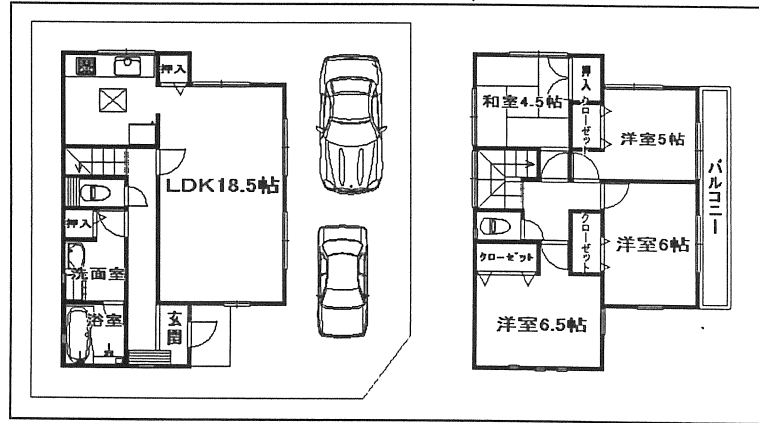 押入
LDK18.5帖
押入
洗面室
浴室
玄関
和室4.5帖
押入
クローゼット
洋室5帖
バルコニー
クローゼット
洋室6帖
クローゼット
洋室6.5帖